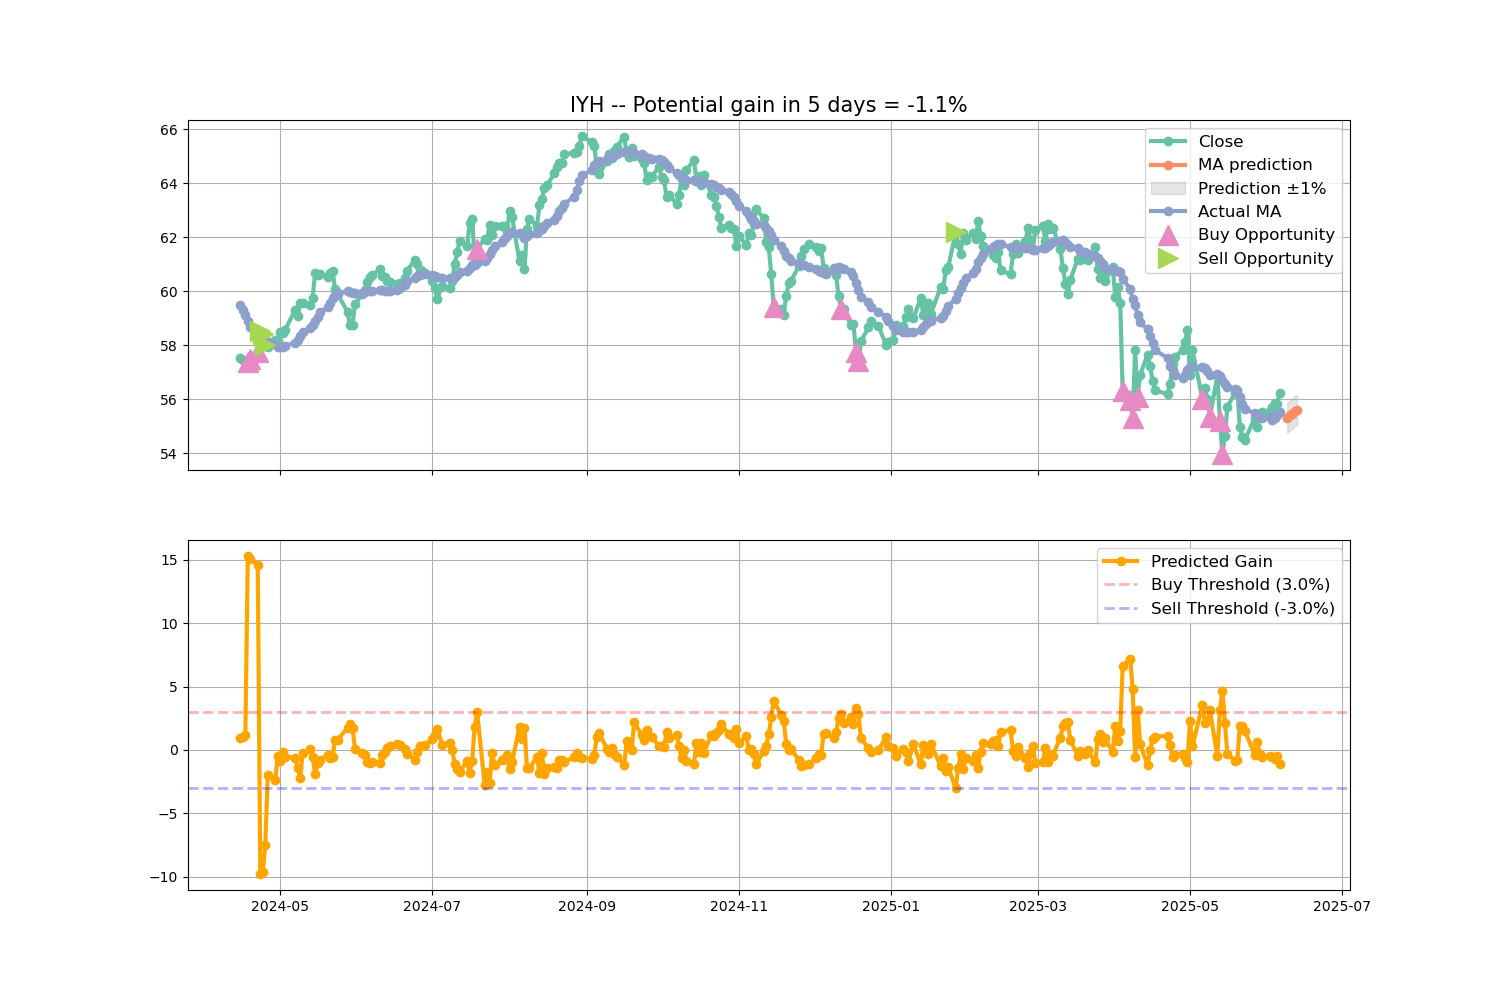 IYH -- Potential gain in 5 days = -1.1%
66
64
62
60
58
56
54
Close
MA prediction
Prediction ±1%
Actual MA
Buy Opportunity
Sell Opportunity
15
10
5
0
−5
−10
Predicted Gain
Buy Threshold (3.0%)
Sell Threshold (-3.0%)
2024-05 2024-07 2024-09 2024-11 2025-01 2025-03 2025-05 2025-07